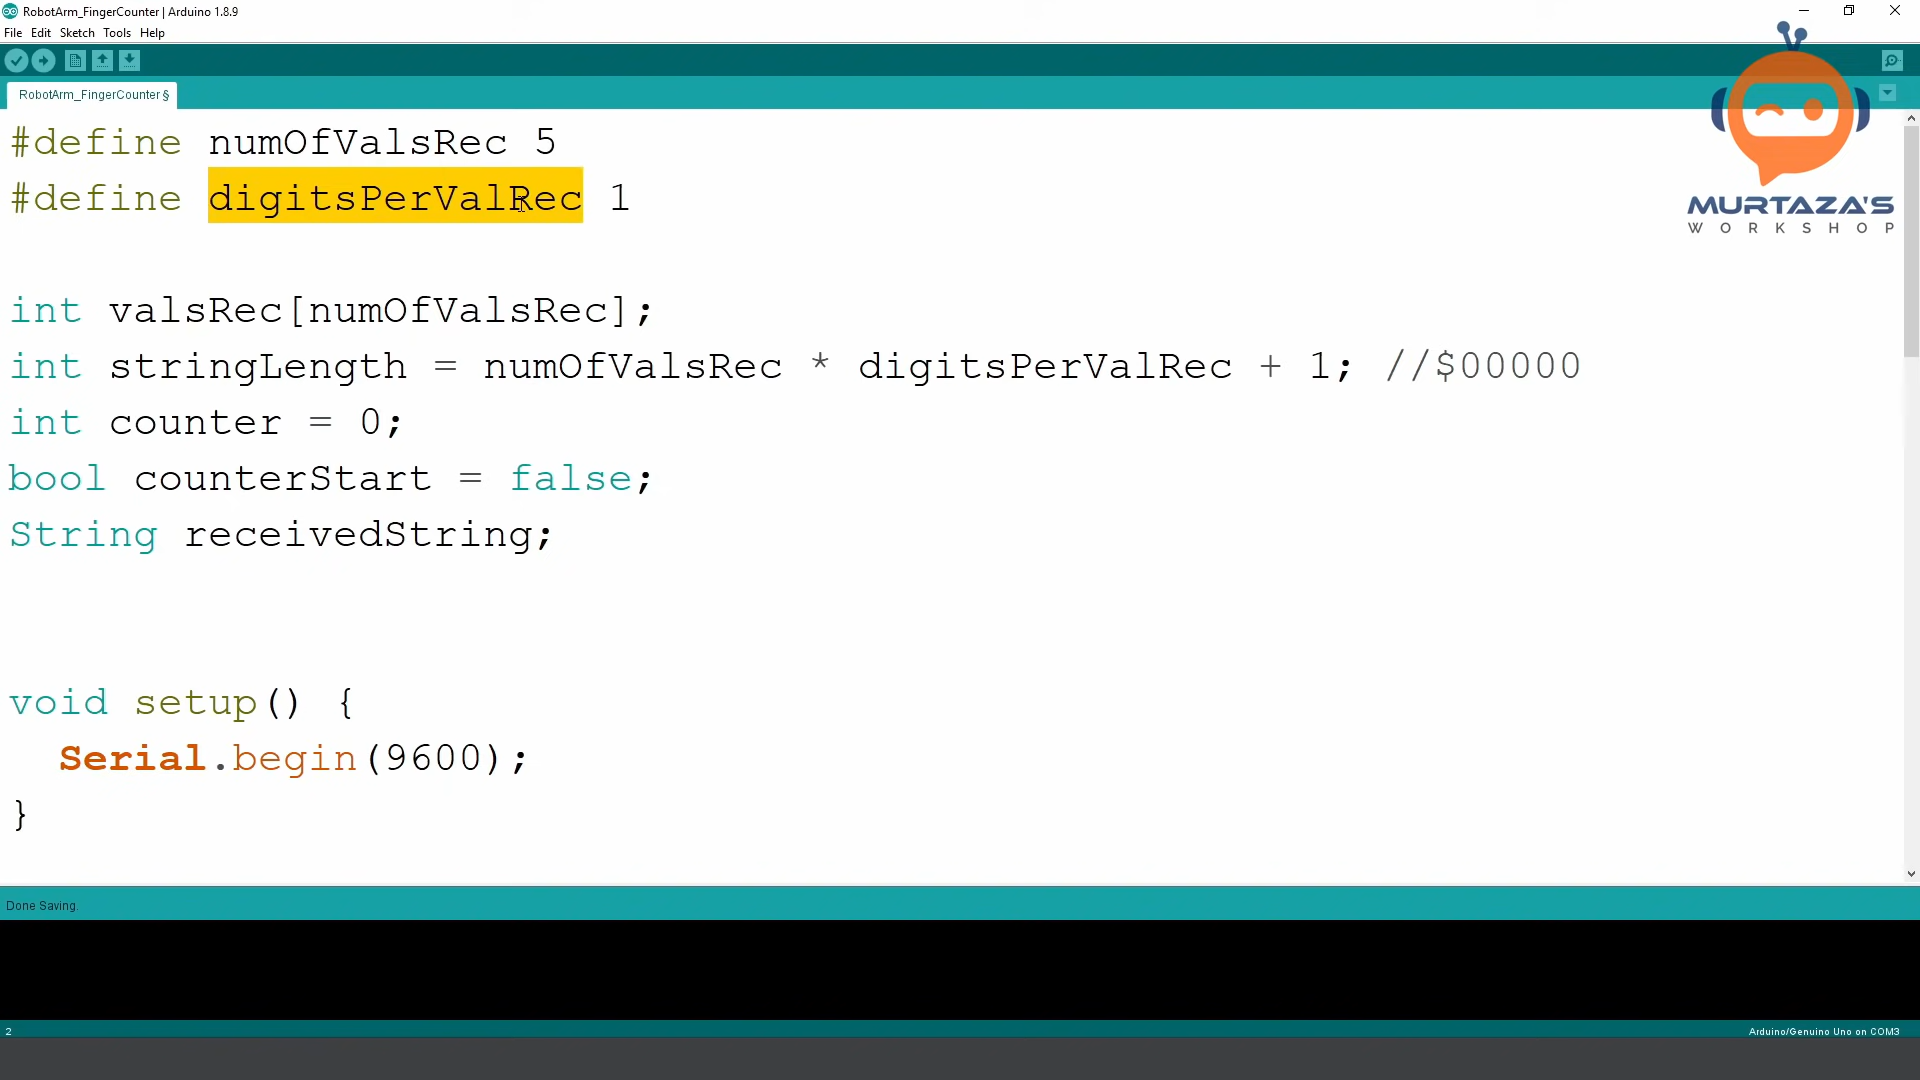 RobotArm_FingerCounter | Arduino 1.8.9
File Edit Sketch Tools Help
RobotArm_FingerCounter §
MURTAZA'S
WORKSHOP
#define numOfValsRec 5
#define digitsPerValRec 1
int valsRec[numOfValsRec];
int stringLength = numOfValsRec * digitsPerValRec + 1; //$00000
int counter = 0;
bool counterStart = false;
String receivedString;
void setup() {
Serial.begin(9600);
}
Done Saving.
2 Arduino/Genuino Uno on COM3